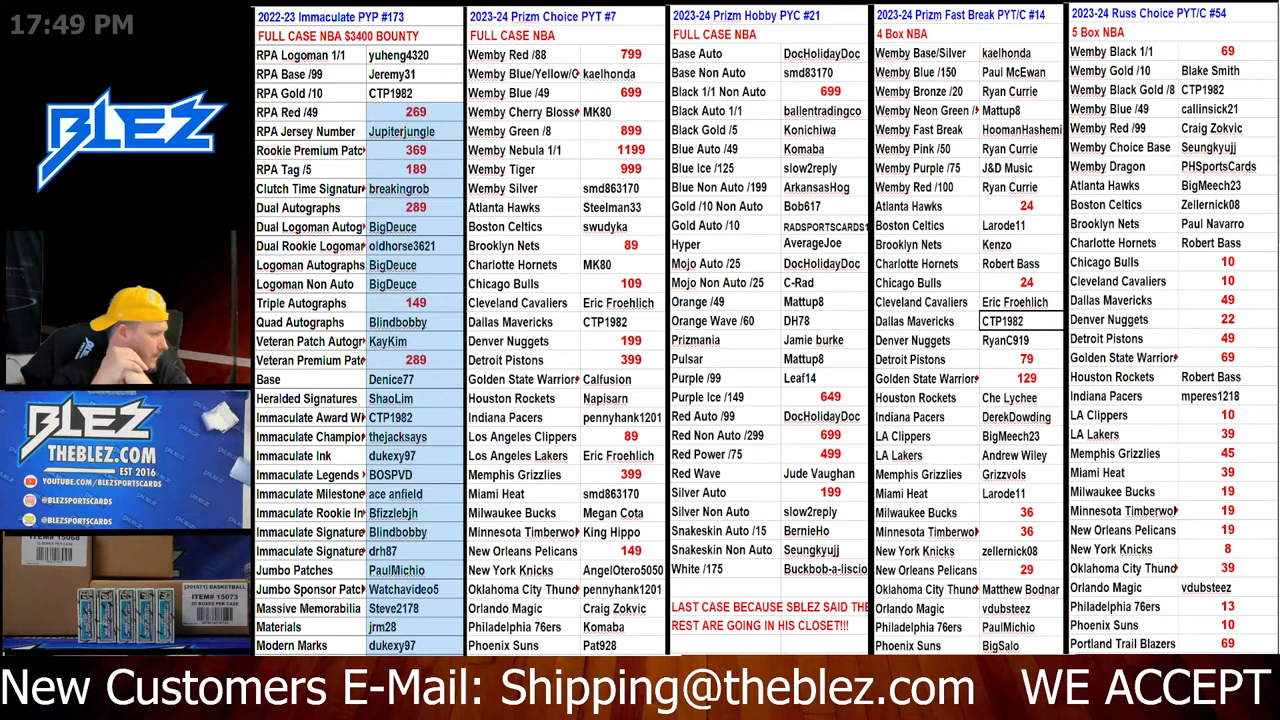 17:49 PM
BLEZ
BLEZ
THEBLEZ.COM
EST 2016
YOUTUBE.COM/BLEZSPORTSCARDS
@BLEZSPORTSCARDS
@BLEZSPORTSCARDS
ITEM# 15068
[201571] BASKETBALL
ITEM# 15073
20 BOXES PER CASE
2022-23 Immaculate PYP #173
FULL CASE NBA $3400 BOUNTY
RPA Logoman 1/1 yuheng4320
RPA Base /99 Jeremy31
RPA Gold /10 CTP1982
RPA Red /49 269
RPA Jersey Number Jupiterjungle
Rookie Premium Patc 369
RPA Tag /5 189
Clutch Time Signatur breakingrob
Dual Autographs 289
Dual Logoman Autog BigDeuce
Dual Rookie Logoma oldhorse3621
Logoman Autographs BigDeuce
Logoman Non Auto BigDeuce
Triple Autographs 149
Quad Autographs Blindbobby
Veteran Patch Autogr KayKim
Veteran Premium Pat 289
Base Denice77
Heralded Signatures ShaoLim
Immaculate Award Wi CTP1982
Immaculate Champio thejacksays
Immaculate Ink dukexy97
Immaculate Legends BOSPVD
Immaculate Milestone ace anfield
Immaculate Rookie In Bfizzlebjh
Immaculate Signature Blindbobby
Immaculate Signature drh87
Jumbo Patches PaulMichio
Jumbo Sponsor Patc Watchavideo5
Massive Memorabilia Steve2178
Materials jrm28
Modern Marks dukexy97
2023-24 Prizm Choice PYT #7
FULL CASE NBA
Wemby Red /88 799
Wemby Blue/Yellow/G kaelhonda
Wemby Blue /49 699
Wemby Cherry Bloss MK80
Wemby Green /8 899
Wemby Nebula 1/1 1199
Wemby Tiger 999
Wemby Silver smd863170
Atlanta Hawks Steelman33
Boston Celtics swudyka
Brooklyn Nets 89
Charlotte Hornets MK80
Chicago Bulls 109
Cleveland Cavaliers Eric Froehlich
Dallas Mavericks CTP1982
Denver Nuggets 199
Detroit Pistons 399
Golden State Warrior Calfusion
Houston Rockets Napisarn
Indiana Pacers pennyhank1201
Los Angeles Clippers 89
Los Angeles Lakers Eric Froehlich
Memphis Grizzlies 399
Miami Heat smd863170
Milwaukee Bucks Megan Cota
Minnesota Timberwo King Hippo
New Orleans Pelicans 149
New York Knicks AngelOtero5050
Oklahoma City Thund pennyhank1201
Orlando Magic Craig Zokvic
Philadelphia 76ers Komaba
Phoenix Suns Pat928
2023-24 Prizm Hobby PYC #21
FULL CASE NBA
Base Auto DocHolidayDoc
Base Non Auto smd83170
Black 1/1 Non Auto 699
Black Auto 1/1 ballentradingco
Black Gold /5 Konichiwa
Blue Auto /49 Komaba
Blue Ice /125 slow2reply
Blue Non Auto /199 ArkansasHog
Gold /10 Non Auto Bob617
Gold Auto /10 RADSPORTSCARDS1
Hyper AverageJoe
Mojo Auto /25 DocHolidayDoc
Mojo Non Auto /25 C-Rad
Orange /49 Mattup8
Orange Wave /60 DH78
Prizmania Jamie burke
Pulsar Mattup8
Purple /99 Leaf14
Purple Ice /149 649
Red Auto /99 DocHolidayDoc
Red Non Auto /299 699
Red Power /75 499
Red Wave Jude Vaughan
Silver Auto 199
Silver Non Auto slow2reply
Snakeskin Auto /15 BernieHo
Snakeskin Non Auto Seungkyujj
White /175 Buckbob-a-liscio
LAST CASE BECAUSE SBLEZ SAID THE
REST ARE GOING IN HIS CLOSET!!!
2023-24 Prizm Fast Break PYT/C #14
4 Box NBA
Wemby Base/Silver kaelhonda
Wemby Blue /150 Paul McEwan
Wemby Bronze /20 Ryan Currie
Wemby Neon Green / Mattup8
Wemby Fast Break HoomanHashemi
Wemby Pink /50 Ryan Currie
Wemby Purple /75 J&D Music
Wemby Red /100 Ryan Currie
Atlanta Hawks 24
Boston Celtics Larode11
Brooklyn Nets Kenzo
Charlotte Hornets Robert Bass
Chicago Bulls 24
Cleveland Cavaliers Eric Froehlich
Dallas Mavericks CTP1982
Denver Nuggets RyanC919
Detroit Pistons 79
Golden State Warrior 129
Houston Rockets Che Lychee
Indiana Pacers DerekDowding
LA Clippers BigMeech23
LA Lakers Andrew Wiley
Memphis Grizzlies Grizzvols
Miami Heat Larode11
Milwaukee Bucks 36
Minnesota Timberwo 36
New York Knicks zellernick08
New Orleans Pelicans 29
Oklahoma City Thund Matthew Bodnar
Orlando Magic vdubsteez
Philadelphia 76ers PaulMichio
Phoenix Suns BigSalo
2023-24 Russ Choice PYT/C #54
5 Box NBA
Wemby Black 1/1 69
Wemby Gold /10 Blake Smith
Wemby Black Gold /8 CTP1982
Wemby Blue /49 callinsick21
Wemby Red /99 Craig Zokvic
Wemby Choice Base Seungkyujj
Wemby Dragon PHSportsCards
Atlanta Hawks BigMeech23
Boston Celtics Zellernick08
Brooklyn Nets Paul Navarro
Charlotte Hornets Robert Bass
Chicago Bulls 10
Cleveland Cavaliers 10
Dallas Mavericks 49
Denver Nuggets 22
Detroit Pistons 49
Golden State Warrior 69
Houston Rockets Robert Bass
Indiana Pacers mperes1218
LA Clippers 10
LA Lakers 39
Memphis Grizzlies 45
Miami Heat 39
Milwaukee Bucks 19
Minnesota Timberwo 19
New Orleans Pelicans 19
New York Knicks 8
Oklahoma City Thund 39
Orlando Magic vdubsteez
Philadelphia 76ers 13
Phoenix Suns 10
Portland Trail Blazers 69
New Customers E-Mail: Shipping@theblez.com WE ACCEPT